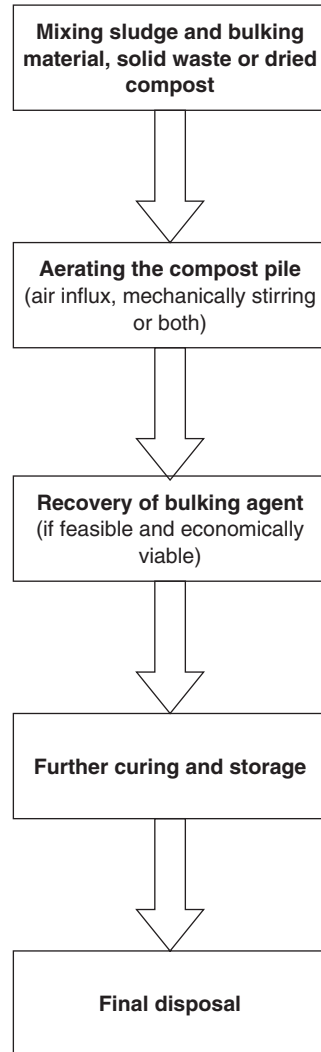 Mixing sludge and bulking
material, solid waste or dried
compost
Aerating the compost pile
(air influx, mechanically stirring
or both)
Recovery of bulking agent
(if feasible and economically
viable)
Further curing and storage
Final disposal